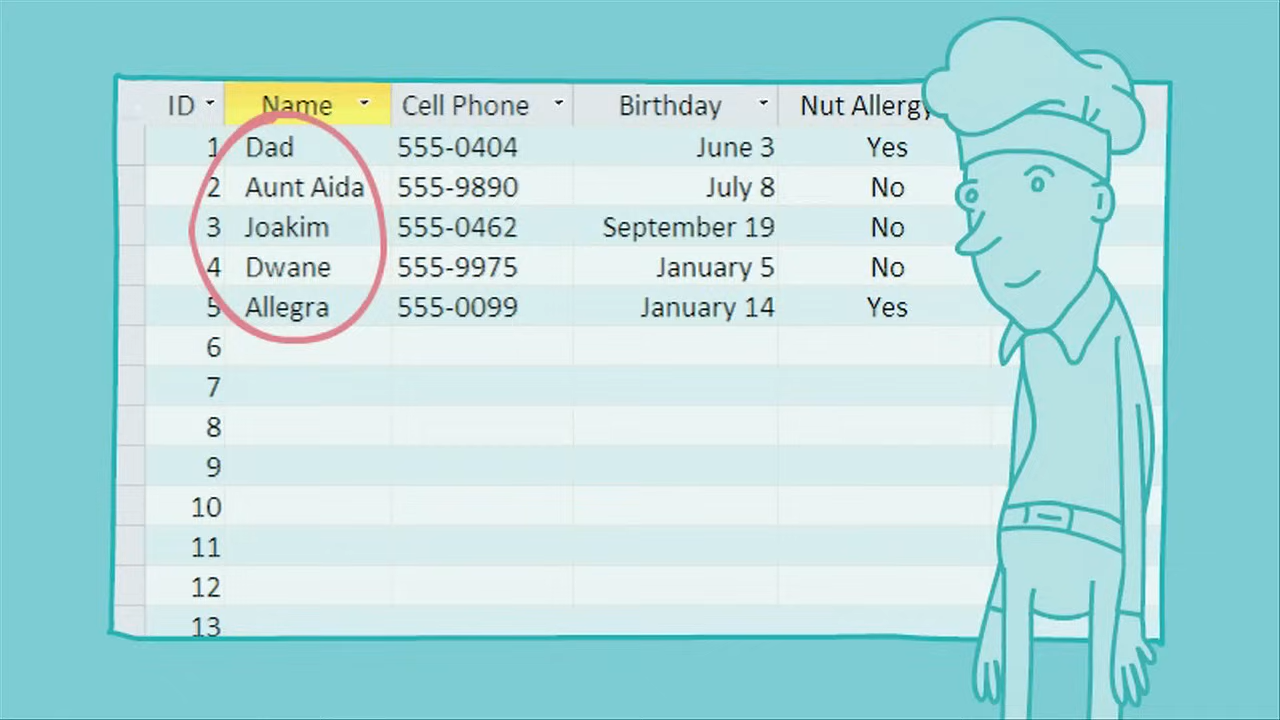 ID Name Cell Phone Birthday Nut Allergy
1 Dad 555-0404 June 3 Yes
2 Aunt Aida 555-9890 July 8 No
3 Joakim 555-0462 September 19 No
4 Dwane 555-9975 January 5 No
5 Allegra 555-0099 January 14 Yes
6
7
8
9
10
11
12
13